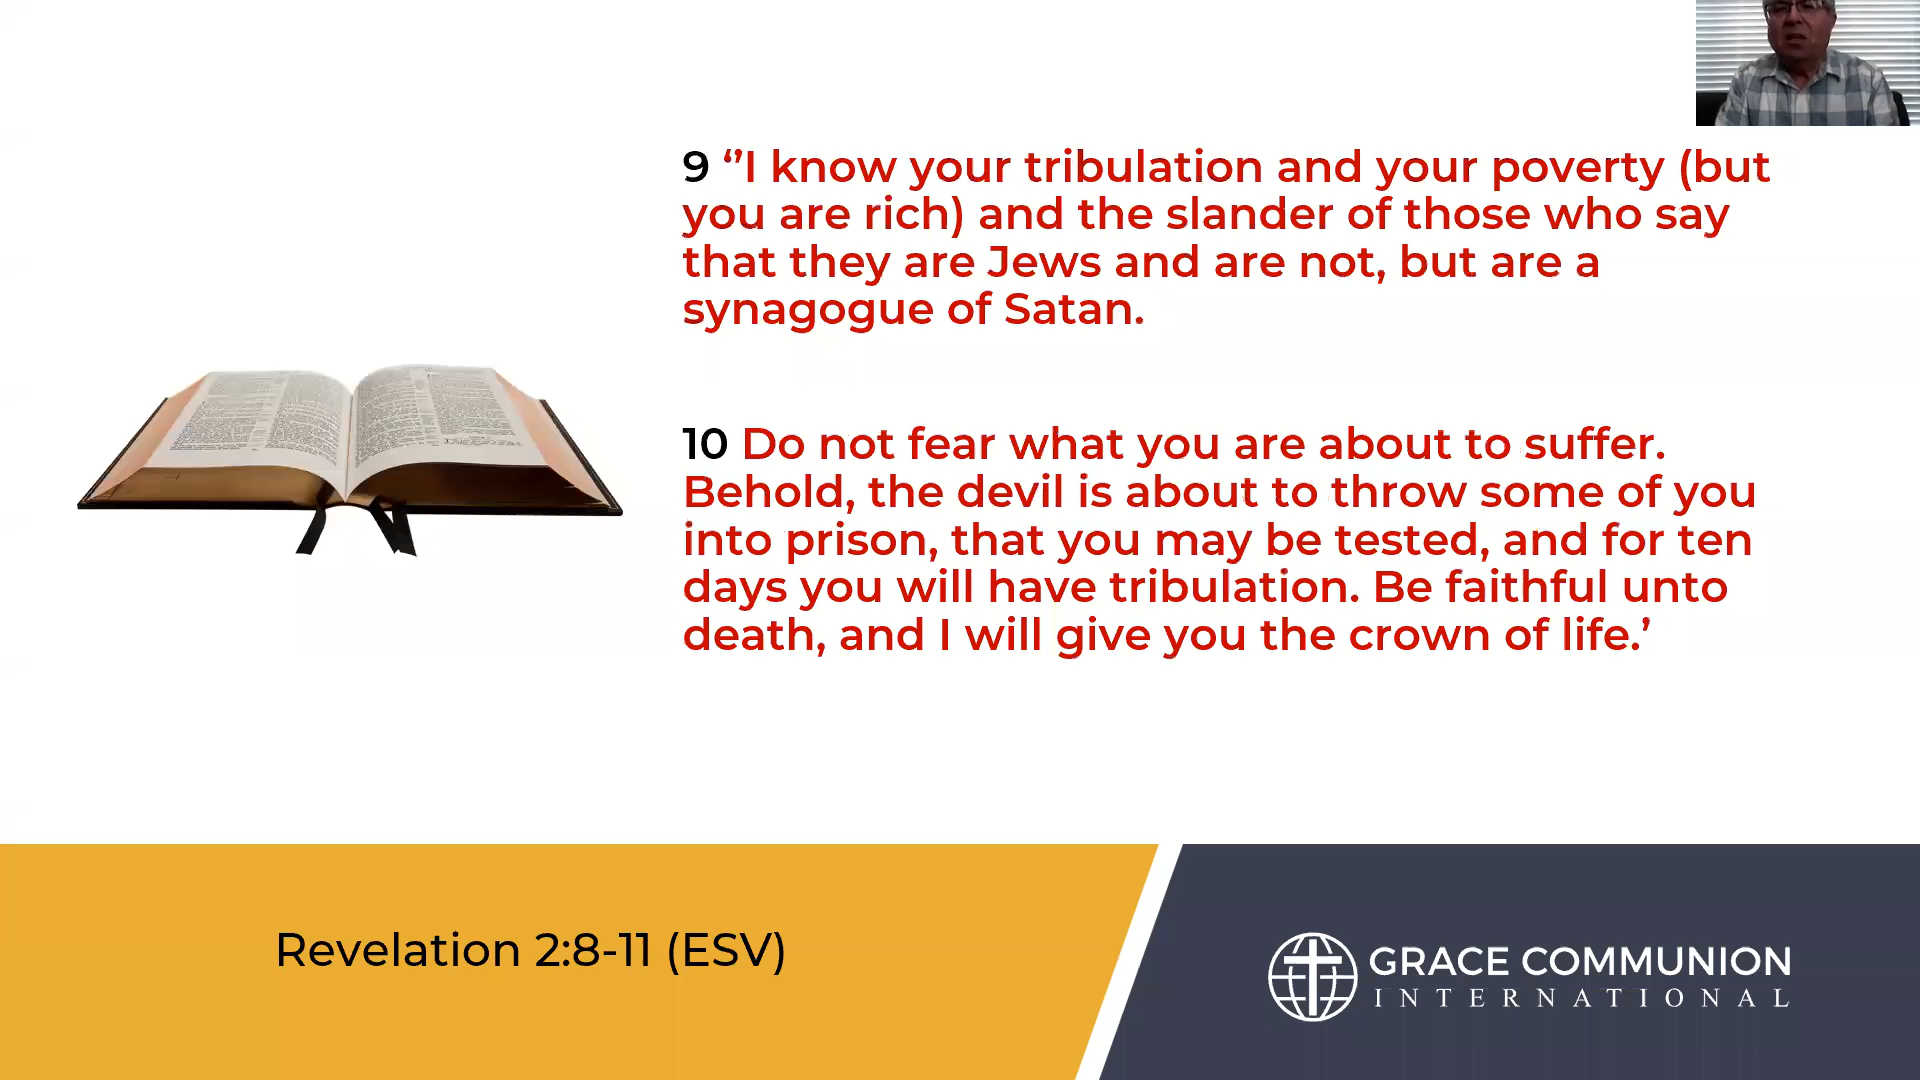 9 ‘’I know your tribulation and your poverty (but
you are rich) and the slander of those who say
that they are Jews and are not, but are a
synagogue of Satan.
10 Do not fear what you are about to suffer.
Behold, the devil is about to throw some of you
into prison, that you may be tested, and for ten
days you will have tribulation. Be faithful unto
death, and I will give you the crown of life.’
Revelation 2:8-11 (ESV)
GRACE COMMUNION
INTERNATIONAL